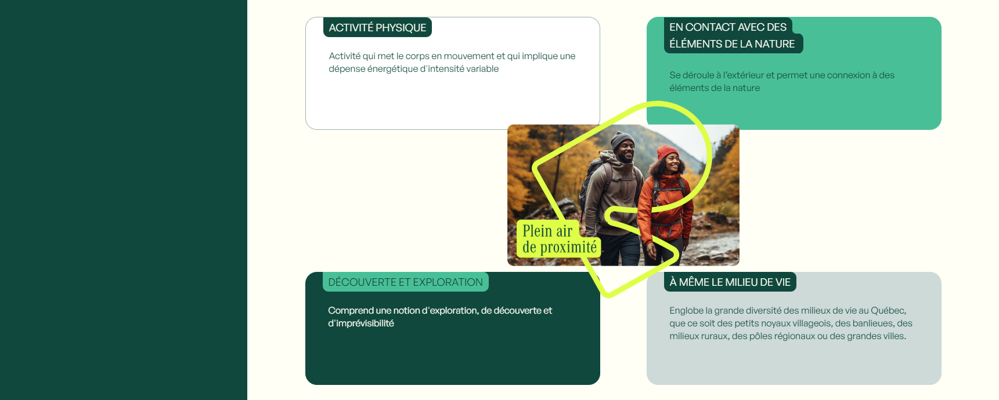 ACTIVITÉ PHYSIQUE
Activité qui met le corps en mouvement et qui implique une
dépense énergétique d'intensité variable
EN CONTACT AVEC DES
ÉLÉMENTS DE LA NATURE
Se déroule à l’extérieur et permet une connexion à des
éléments de la nature
Plein air
de proximité
DÉCOUVERTE ET EXPLORATION
Comprend une notion d'exploration, de découverte et
d'imprévisibilité
À MÊME LE MILIEU DE VIE
Englobe la grande diversité des milieux de vie au Québec,
que ce soit des petits noyaux villageois, des banlieues, des
milieux ruraux, des pôles régionaux ou des grandes villes.